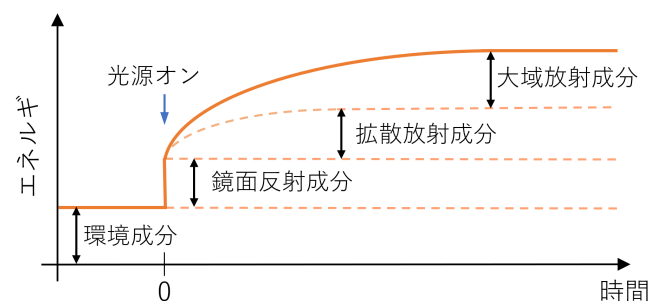 光源オン
大域放射成分
拡散放射成分
鏡面反射成分
環境成分
エネルギ
0
時間